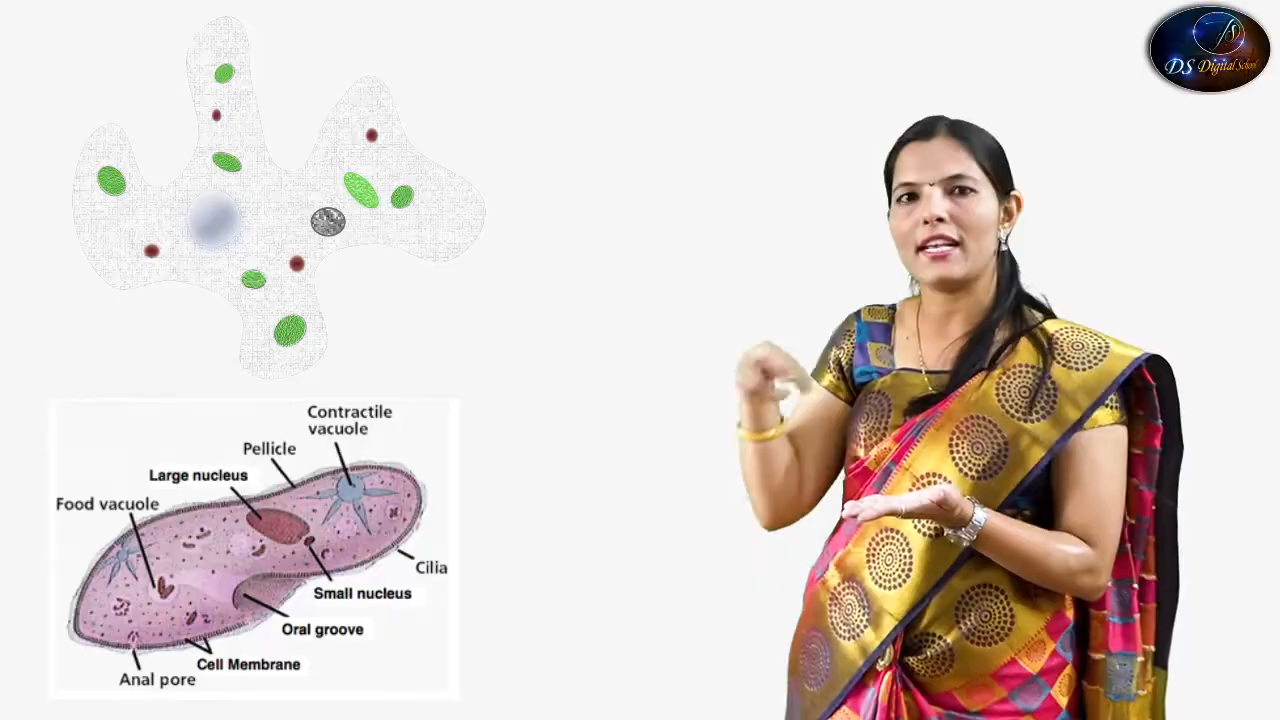 DS Digital School
Contractile
vacuole
Pellicle
Large nucleus
Food vacuole
Cilia
Small nucleus
Oral groove
Cell Membrane
Anal pore